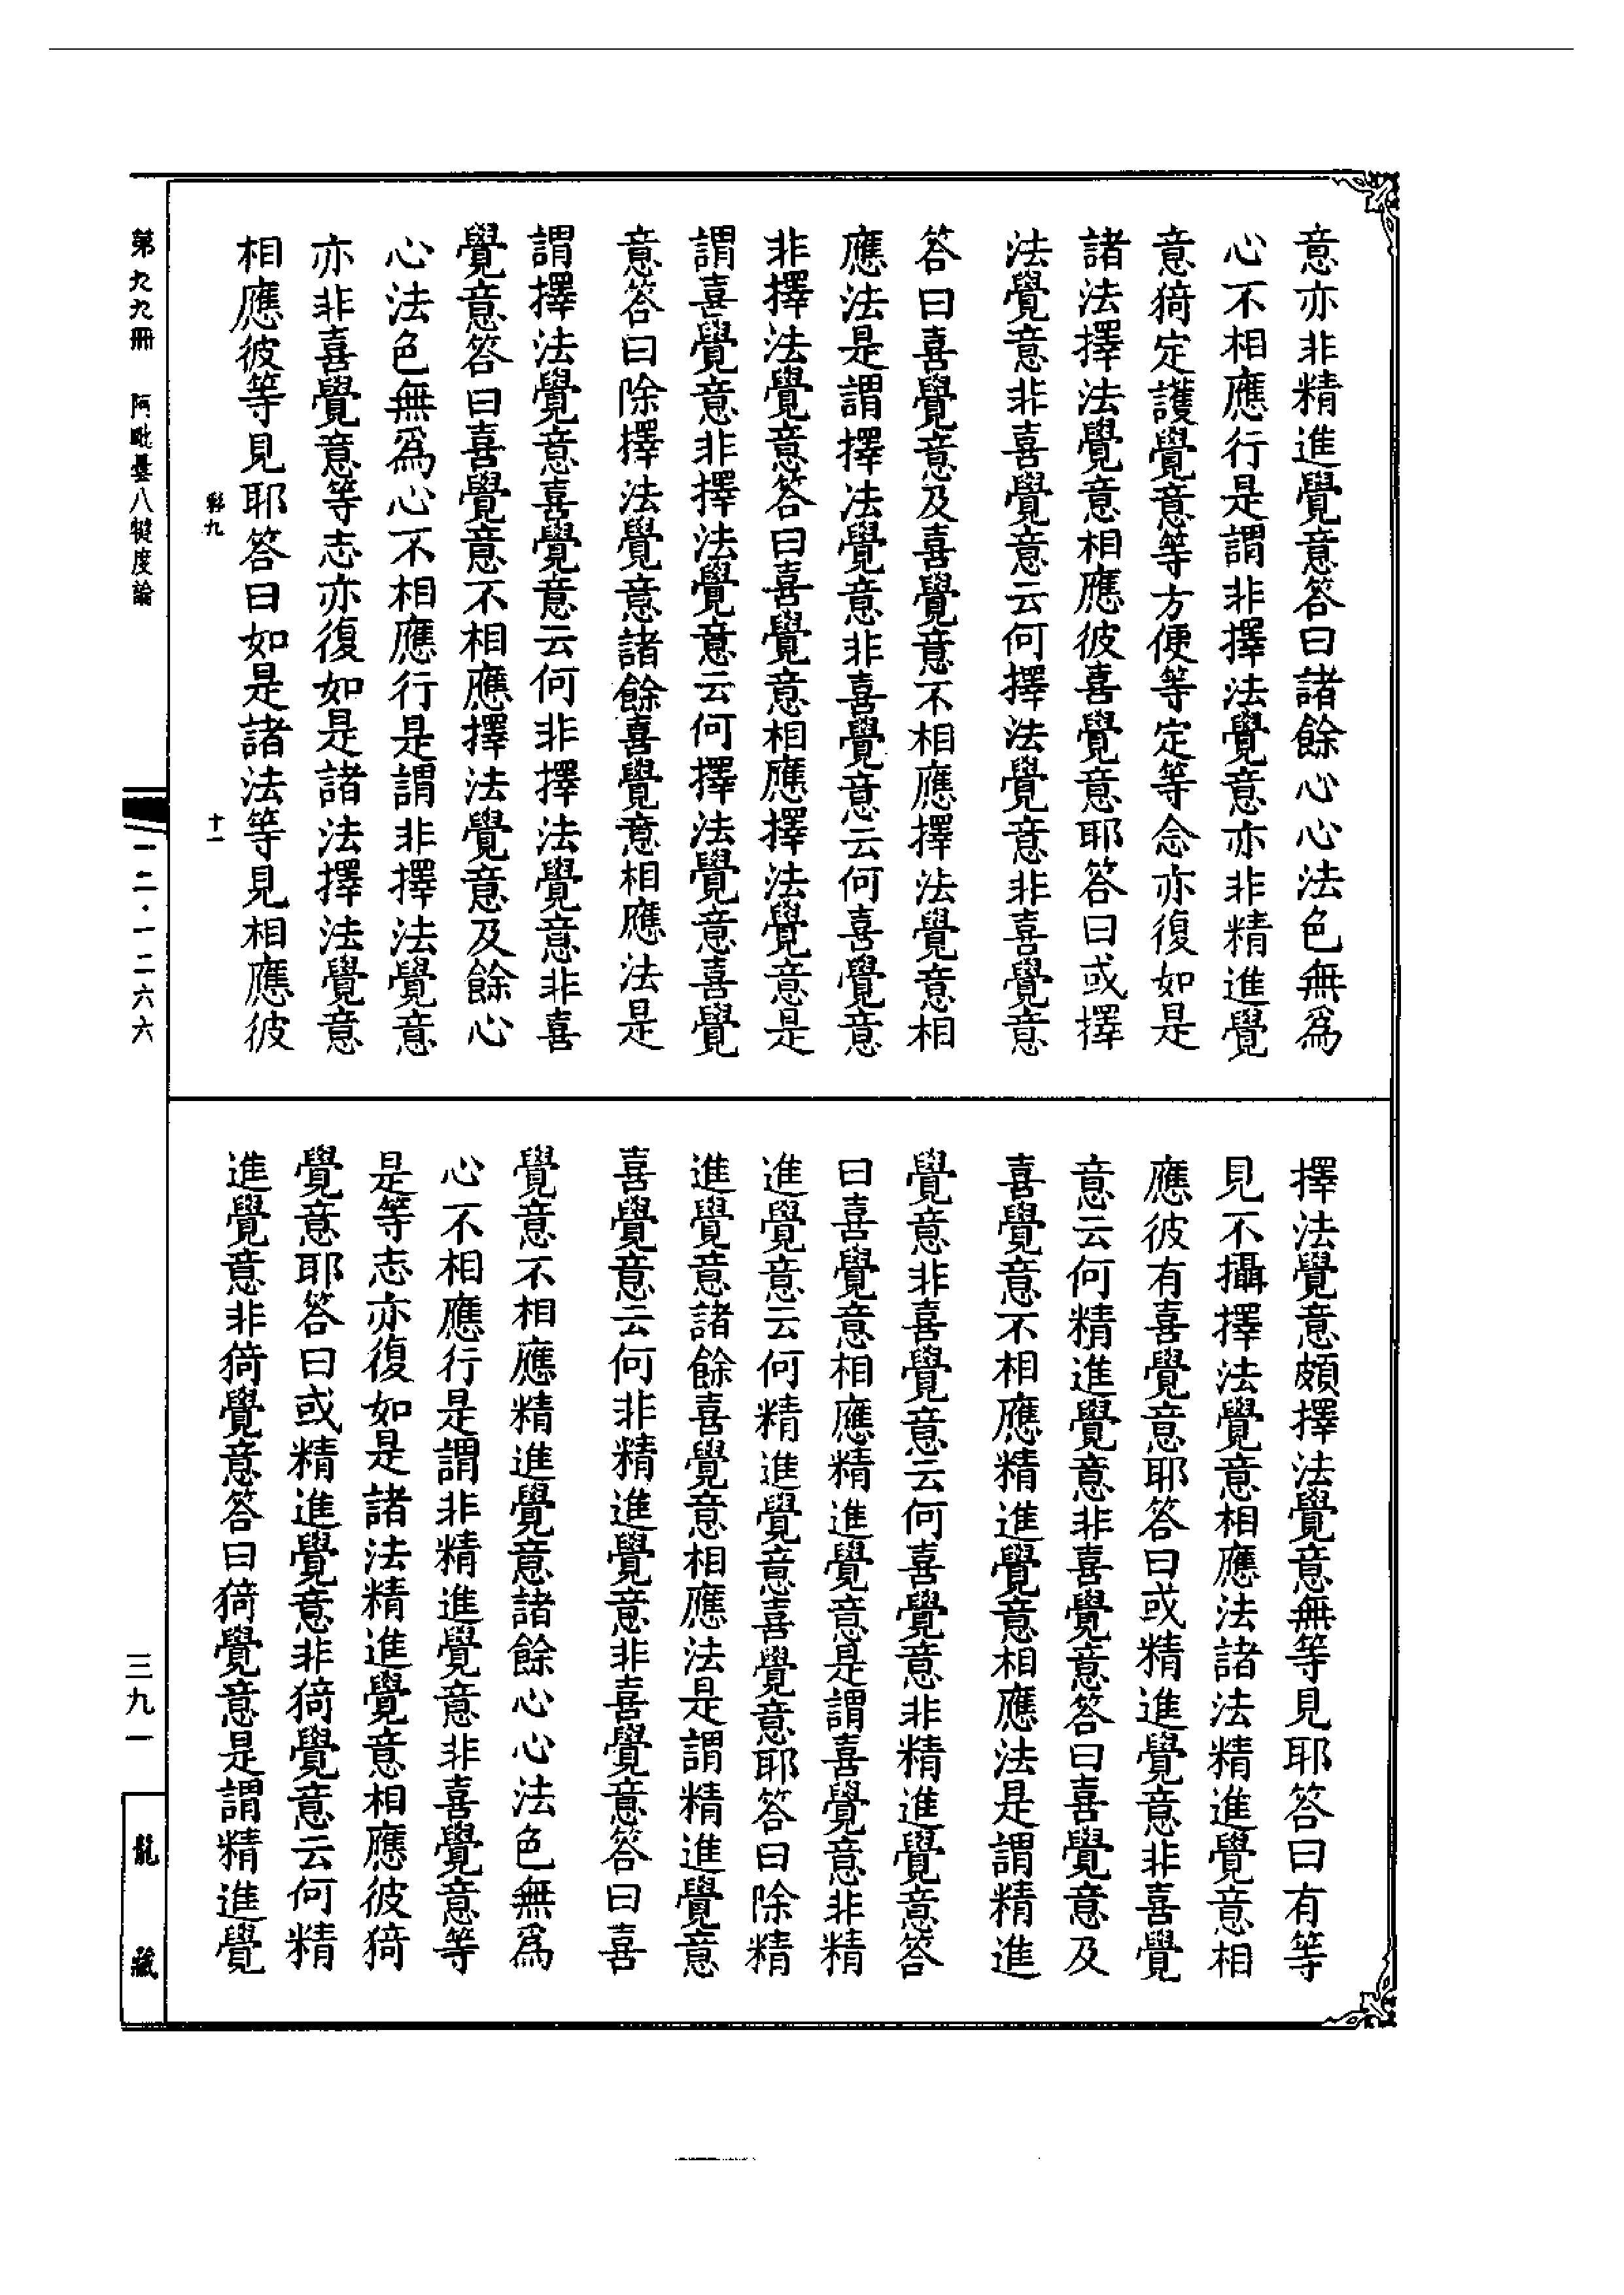 意亦非精進覺意答曰諸餘心心法色無爲
心不相應行是謂非擇法覺意亦非精進覺
意猗定護覺意等方便等定等念亦復如是
諸法擇法覺意相應彼喜覺意耶答曰或擇
法覺意非喜覺意云何擇法覺意非喜覺意
答曰喜覺意及喜覺意不相應擇法覺意相
應法是謂擇法覺意非喜覺意云何喜覺意
非擇法覺意答曰喜覺意相應擇法覺意是
謂喜覺意非擇法覺意云何擇法覺意喜覺
意答曰除擇法覺意諸餘喜覺意相應法是
謂擇法覺意喜覺意云何非擇法覺意非喜
覺意答曰喜覺意不相應擇法覺意及餘心
心法色無爲心不相應行是謂非擇法覺意
亦非喜覺意等志亦復如是諸法擇法覺意
相應彼等見耶答曰如是諸法等見相應彼
擇法覺意頗擇法覺意無等見耶答曰有等
見不攝擇法覺意相應法諸法精進覺意相
應彼有喜覺意耶答曰或精進覺意非喜覺
意云何精進覺意非喜覺意答曰喜覺意及
喜覺意不相應精進覺意相應法是謂精進
覺意非喜覺意云何喜覺意非精進覺意答
曰喜覺意相應精進覺意是謂喜覺意非精
進覺意云何精進覺意喜覺意耶答曰除精
進覺意諸餘喜覺意相應法是謂精進覺意
喜覺意云何非精進覺意非喜覺意答曰喜
覺意不相應精進覺意諸餘心心法色無爲
心不相應行是謂非精進覺意非喜覺意等
是等志亦復如是諸法精進覺意相應彼猗
覺意耶答曰或精進覺意非猗覺意云何精
進覺意非猗覺意答曰猗覺意是謂精進覺
九
十一
第九九冊 阿毗曇八犍度論
一二·一二六六
三九一
龍藏